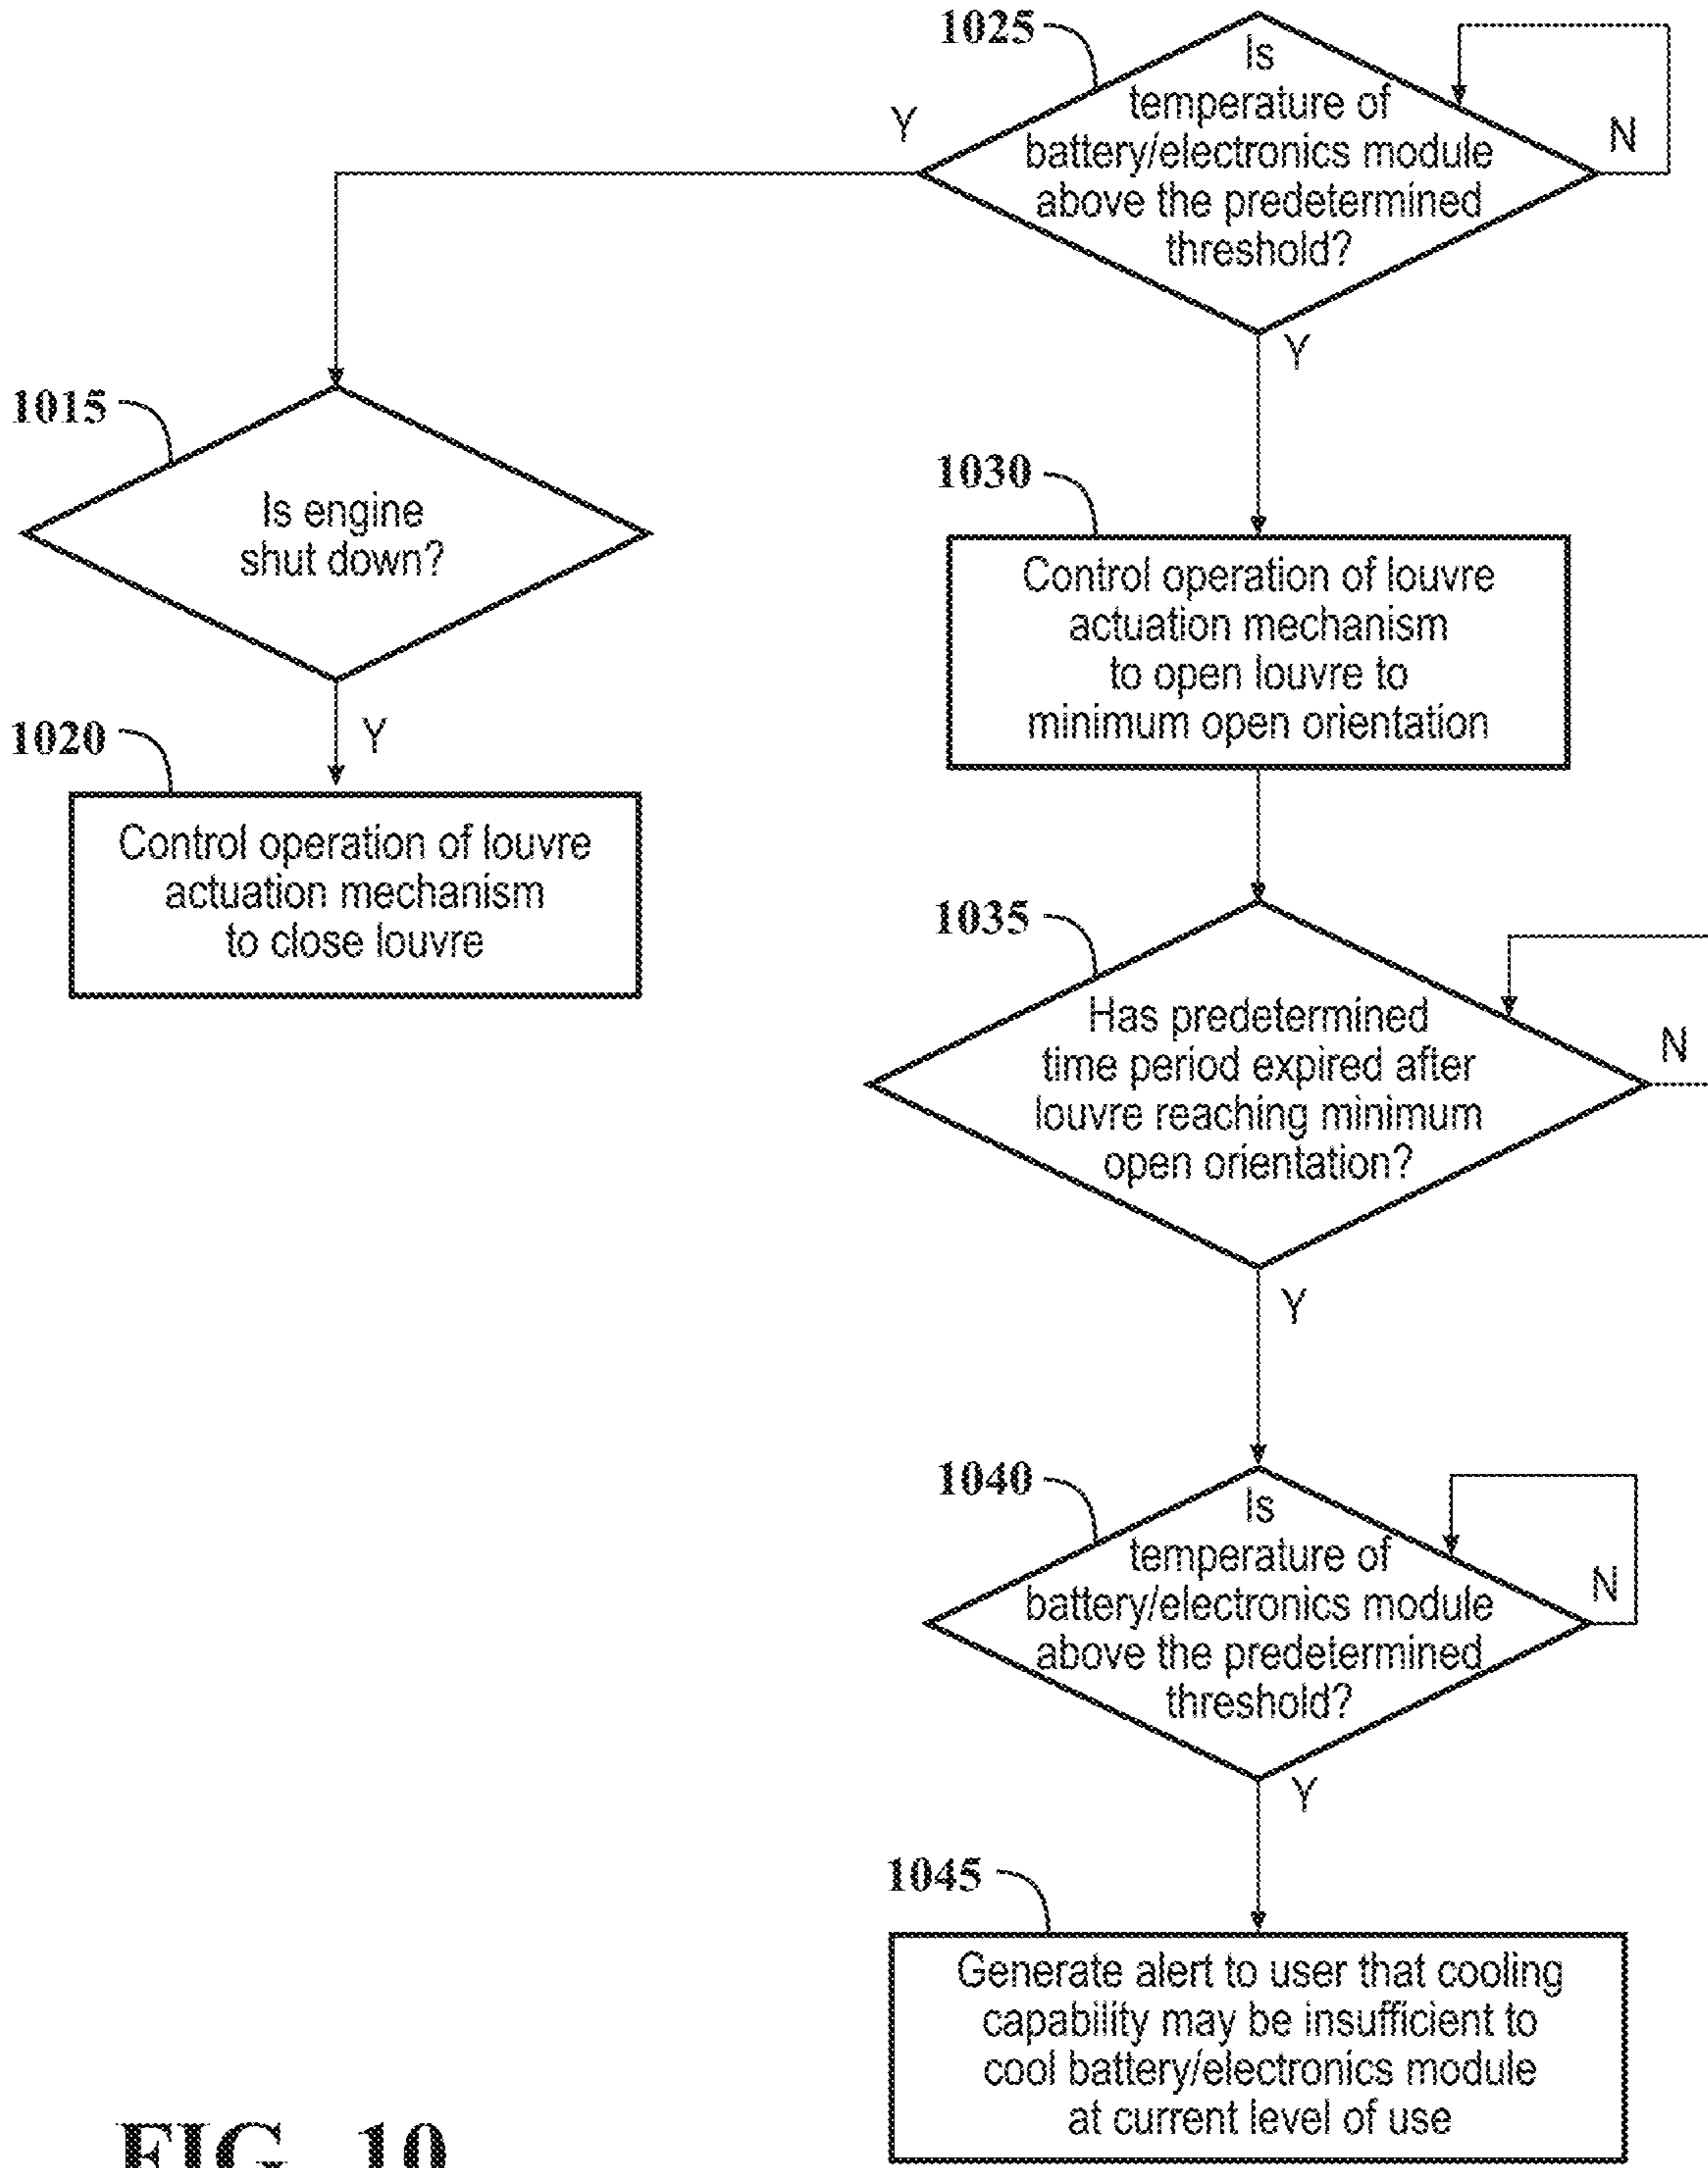 1025
Is
temperature of
battery/electronics module
above the predetermined
threshold?
N
Y
Y
1015
Is engine
shut down?
Y
1020
Control operation of louvre
actuation mechanism
to close louvre
1030
Control operation of louvre
actuation mechanism
to open louvre to
minimum open orientation
1035
Has predetermined
time period expired after
louvre reaching minimum
open orientation?
N
Y
1040
Is
temperature of
battery/electronics module
above the predetermined
threshold?
N
Y
1045
Generate alert to user that cooling
capability may be insufficient to
cool battery/electronics module
at current level of use
FIG. 10